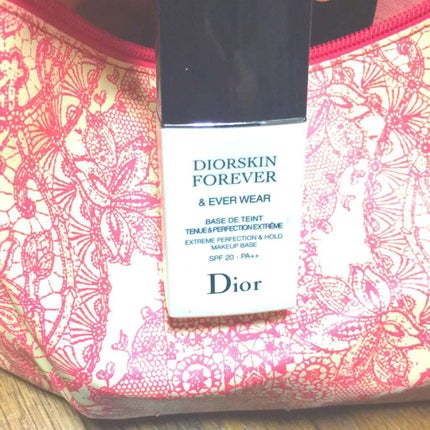 DIORSKIN
FOREVER
& EVER WEAR
BASE DE TEINT
TENUE & PERFECTION EXTRÊME
EXTREME PERFECTION & HOLD
MAKEUP BASE
SPF 20 - PA++
Dior